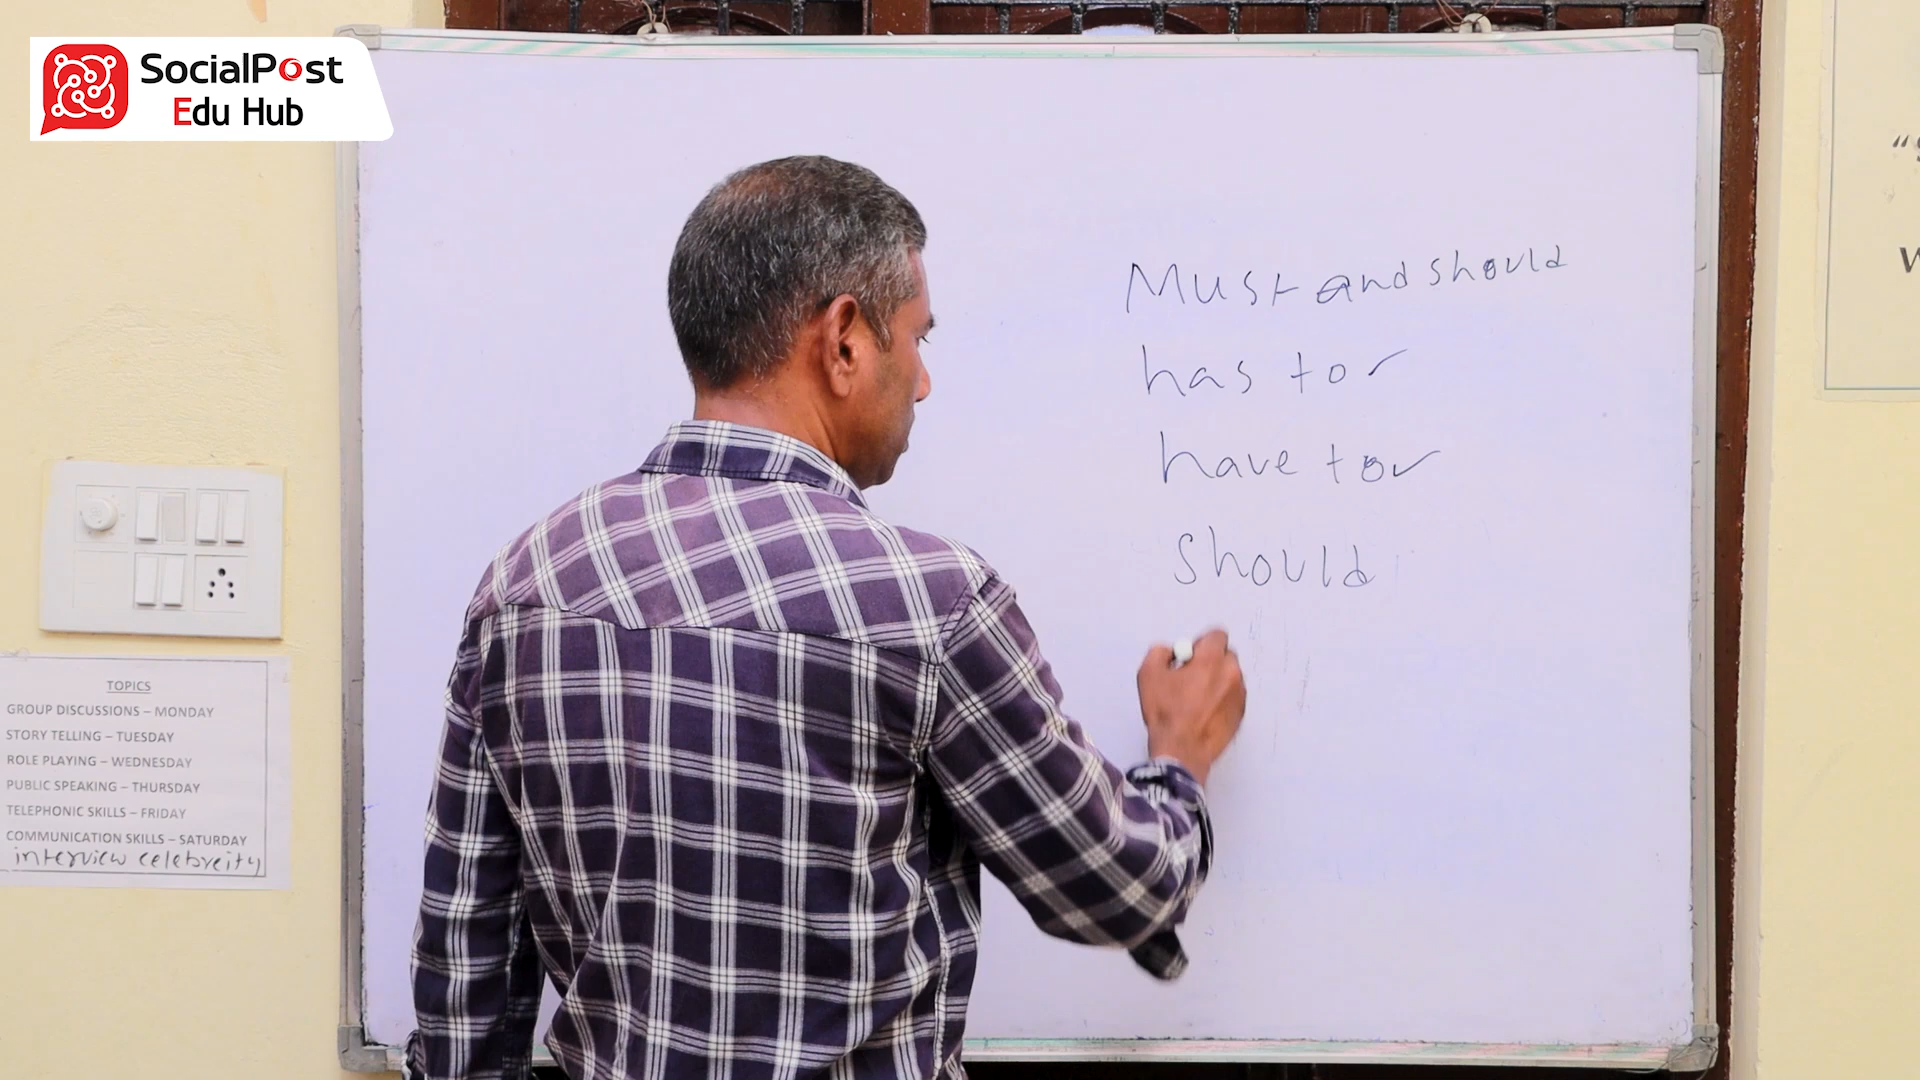 SocialPost
Edu Hub
Must and should
has to
have to
should
TOPICS
GROUP DISCUSSIONS – MONDAY
STORY TELLING – TUESDAY
ROLE PLAYING – WEDNESDAY
PUBLIC SPEAKING – THURSDAY
TELEPHONIC SKILLS – FRIDAY
COMMUNICATION SKILLS – SATURDAY
interview celebreity